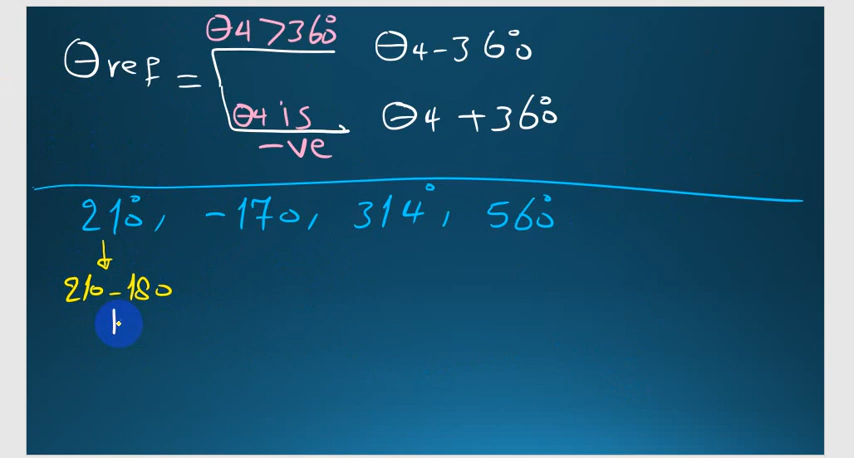 θ4>360°
θref = θ4-360°
θ4 is
-ve θ4+360°
210°, -170, 314°, 560°
↓
210-180